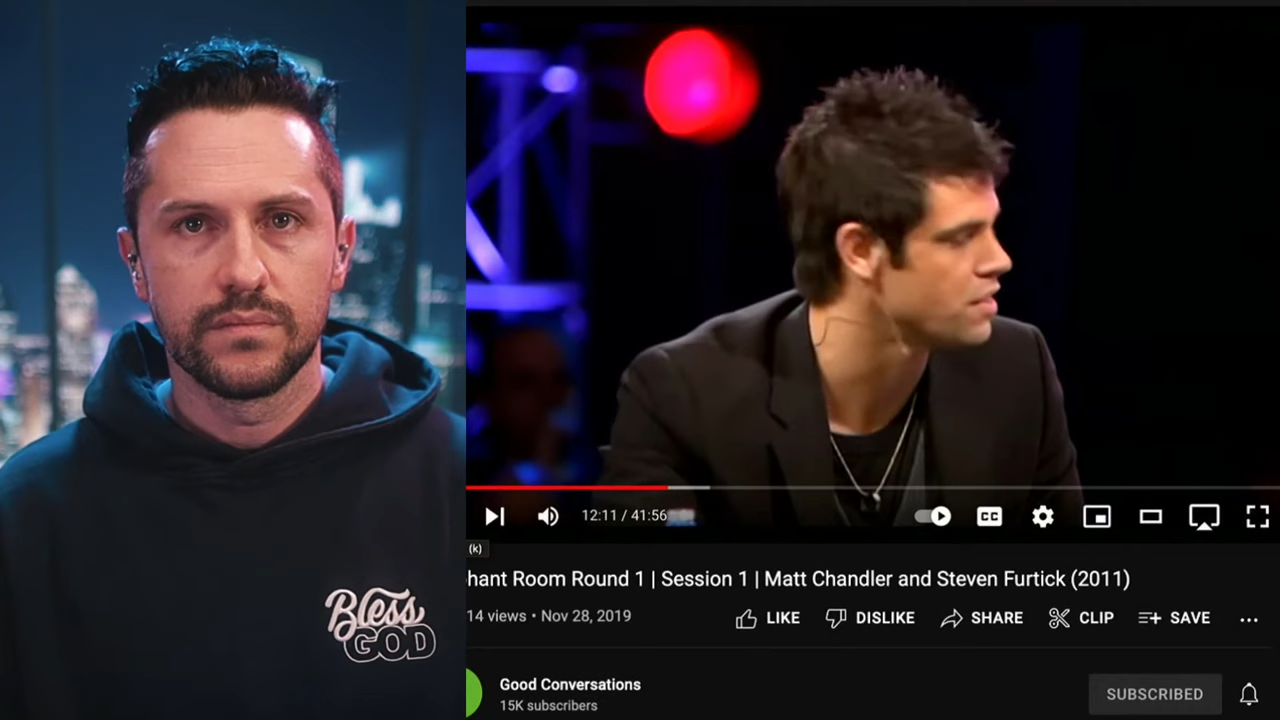 Bless
GOD
12:11 / 41:56
CC
(k)
hant Room Round 1 | Session 1 | Matt Chandler and Steven Furtick (2011)
14 views • Nov 28, 2019
LIKE
DISLIKE
SHARE
CLIP
SAVE
Good Conversations
15K subscribers
SUBSCRIBED